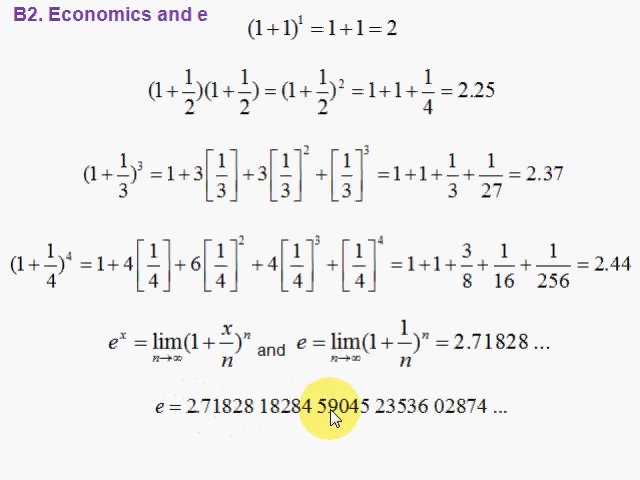 B2. Economics and e
(1+1)^1 = 1+1 = 2
(1+1/2)(1+1/2) = (1+1/2)^2 = 1+1+1/4 = 2.25
(1+1/3)^3 = 1+3[1/3]+3[1/3]^2+[1/3]^3 = 1+1+1/3+1/27 = 2.37
(1+1/4)^4 = 1+4[1/4]+6[1/4]^2+4[1/4]^3+[1/4]^4 = 1+1+3/8+1/16+1/256 = 2.44
e^x = lim n→∞ (1+x/n)^n and e = lim n→∞ (1+1/n)^n = 2.71828 ...
e = 2.71828 18284 59045 23536 02874 ...